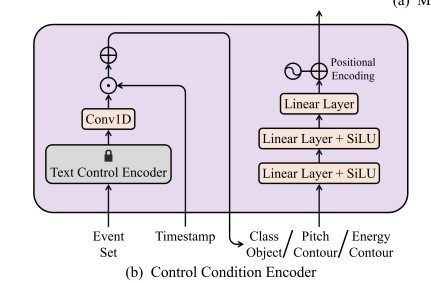 (a) M
Positional
Encoding
Conv1D
Linear Layer
Linear Layer + SiLU
Text Control Encoder
Linear Layer + SiLU
Event
Set
Timestamp
Class
Object
/
Pitch
Contour
/
Energy
Contour
(b) Control Condition Encoder